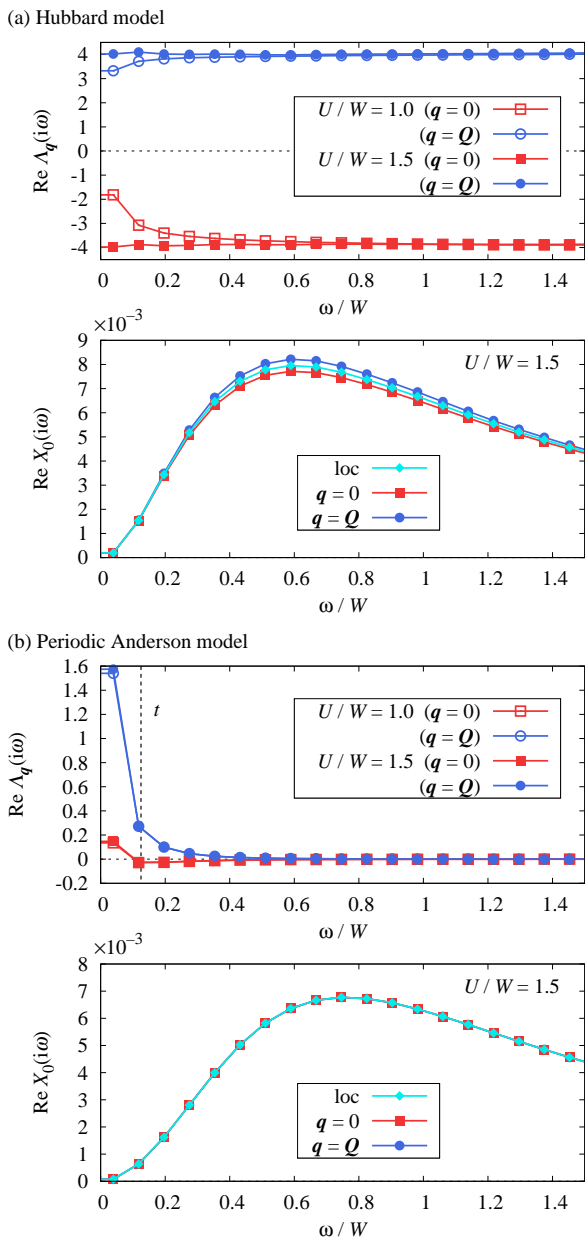 (a) Hubbard model
4
3
2
1
0
-1
-2
-3
-4
Re Λq(iω)
U / W = 1.0 (q = 0)
(q = Q)
U / W = 1.5 (q = 0)
(q = Q)
0 0.2 0.4 0.6 0.8 1 1.2 1.4
ω / W
×10⁻³
9
8
7
6
5
4
3
2
1
0
Re X₀(iω)
U / W = 1.5
loc
q = 0
q = Q
0 0.2 0.4 0.6 0.8 1 1.2 1.4
ω / W
(b) Periodic Anderson model
1.6
1.4
1.2
1
0.8
0.6
0.4
0.2
0
-0.2
Re Λq(iω)
t
U / W = 1.0 (q = 0)
(q = Q)
U / W = 1.5 (q = 0)
(q = Q)
0 0.2 0.4 0.6 0.8 1 1.2 1.4
ω / W
×10⁻³
8
7
6
5
4
3
2
1
0
Re X₀(iω)
U / W = 1.5
loc
q = 0
q = Q
0 0.2 0.4 0.6 0.8 1 1.2 1.4
ω / W